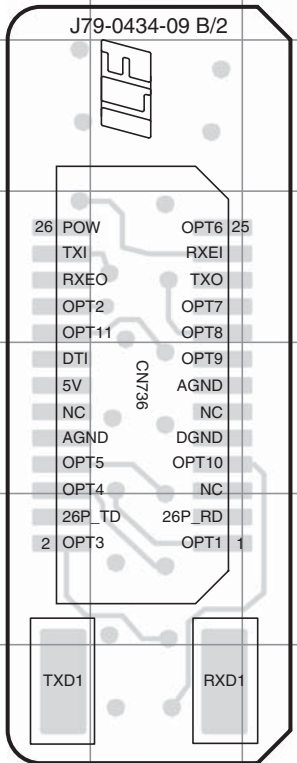 J79-0434-09 B/2
26 POW OPT6 25
TXI RXEI
RXEO TXO
OPT2 OPT7
OPT11 OPT8
DTI OPT9
5V AGND
CN736
NC NC
AGND DGND
OPT5 OPT10
OPT4 NC
26P_TD 26P_RD
2 OPT3 OPT1 1
TXD1 RXD1